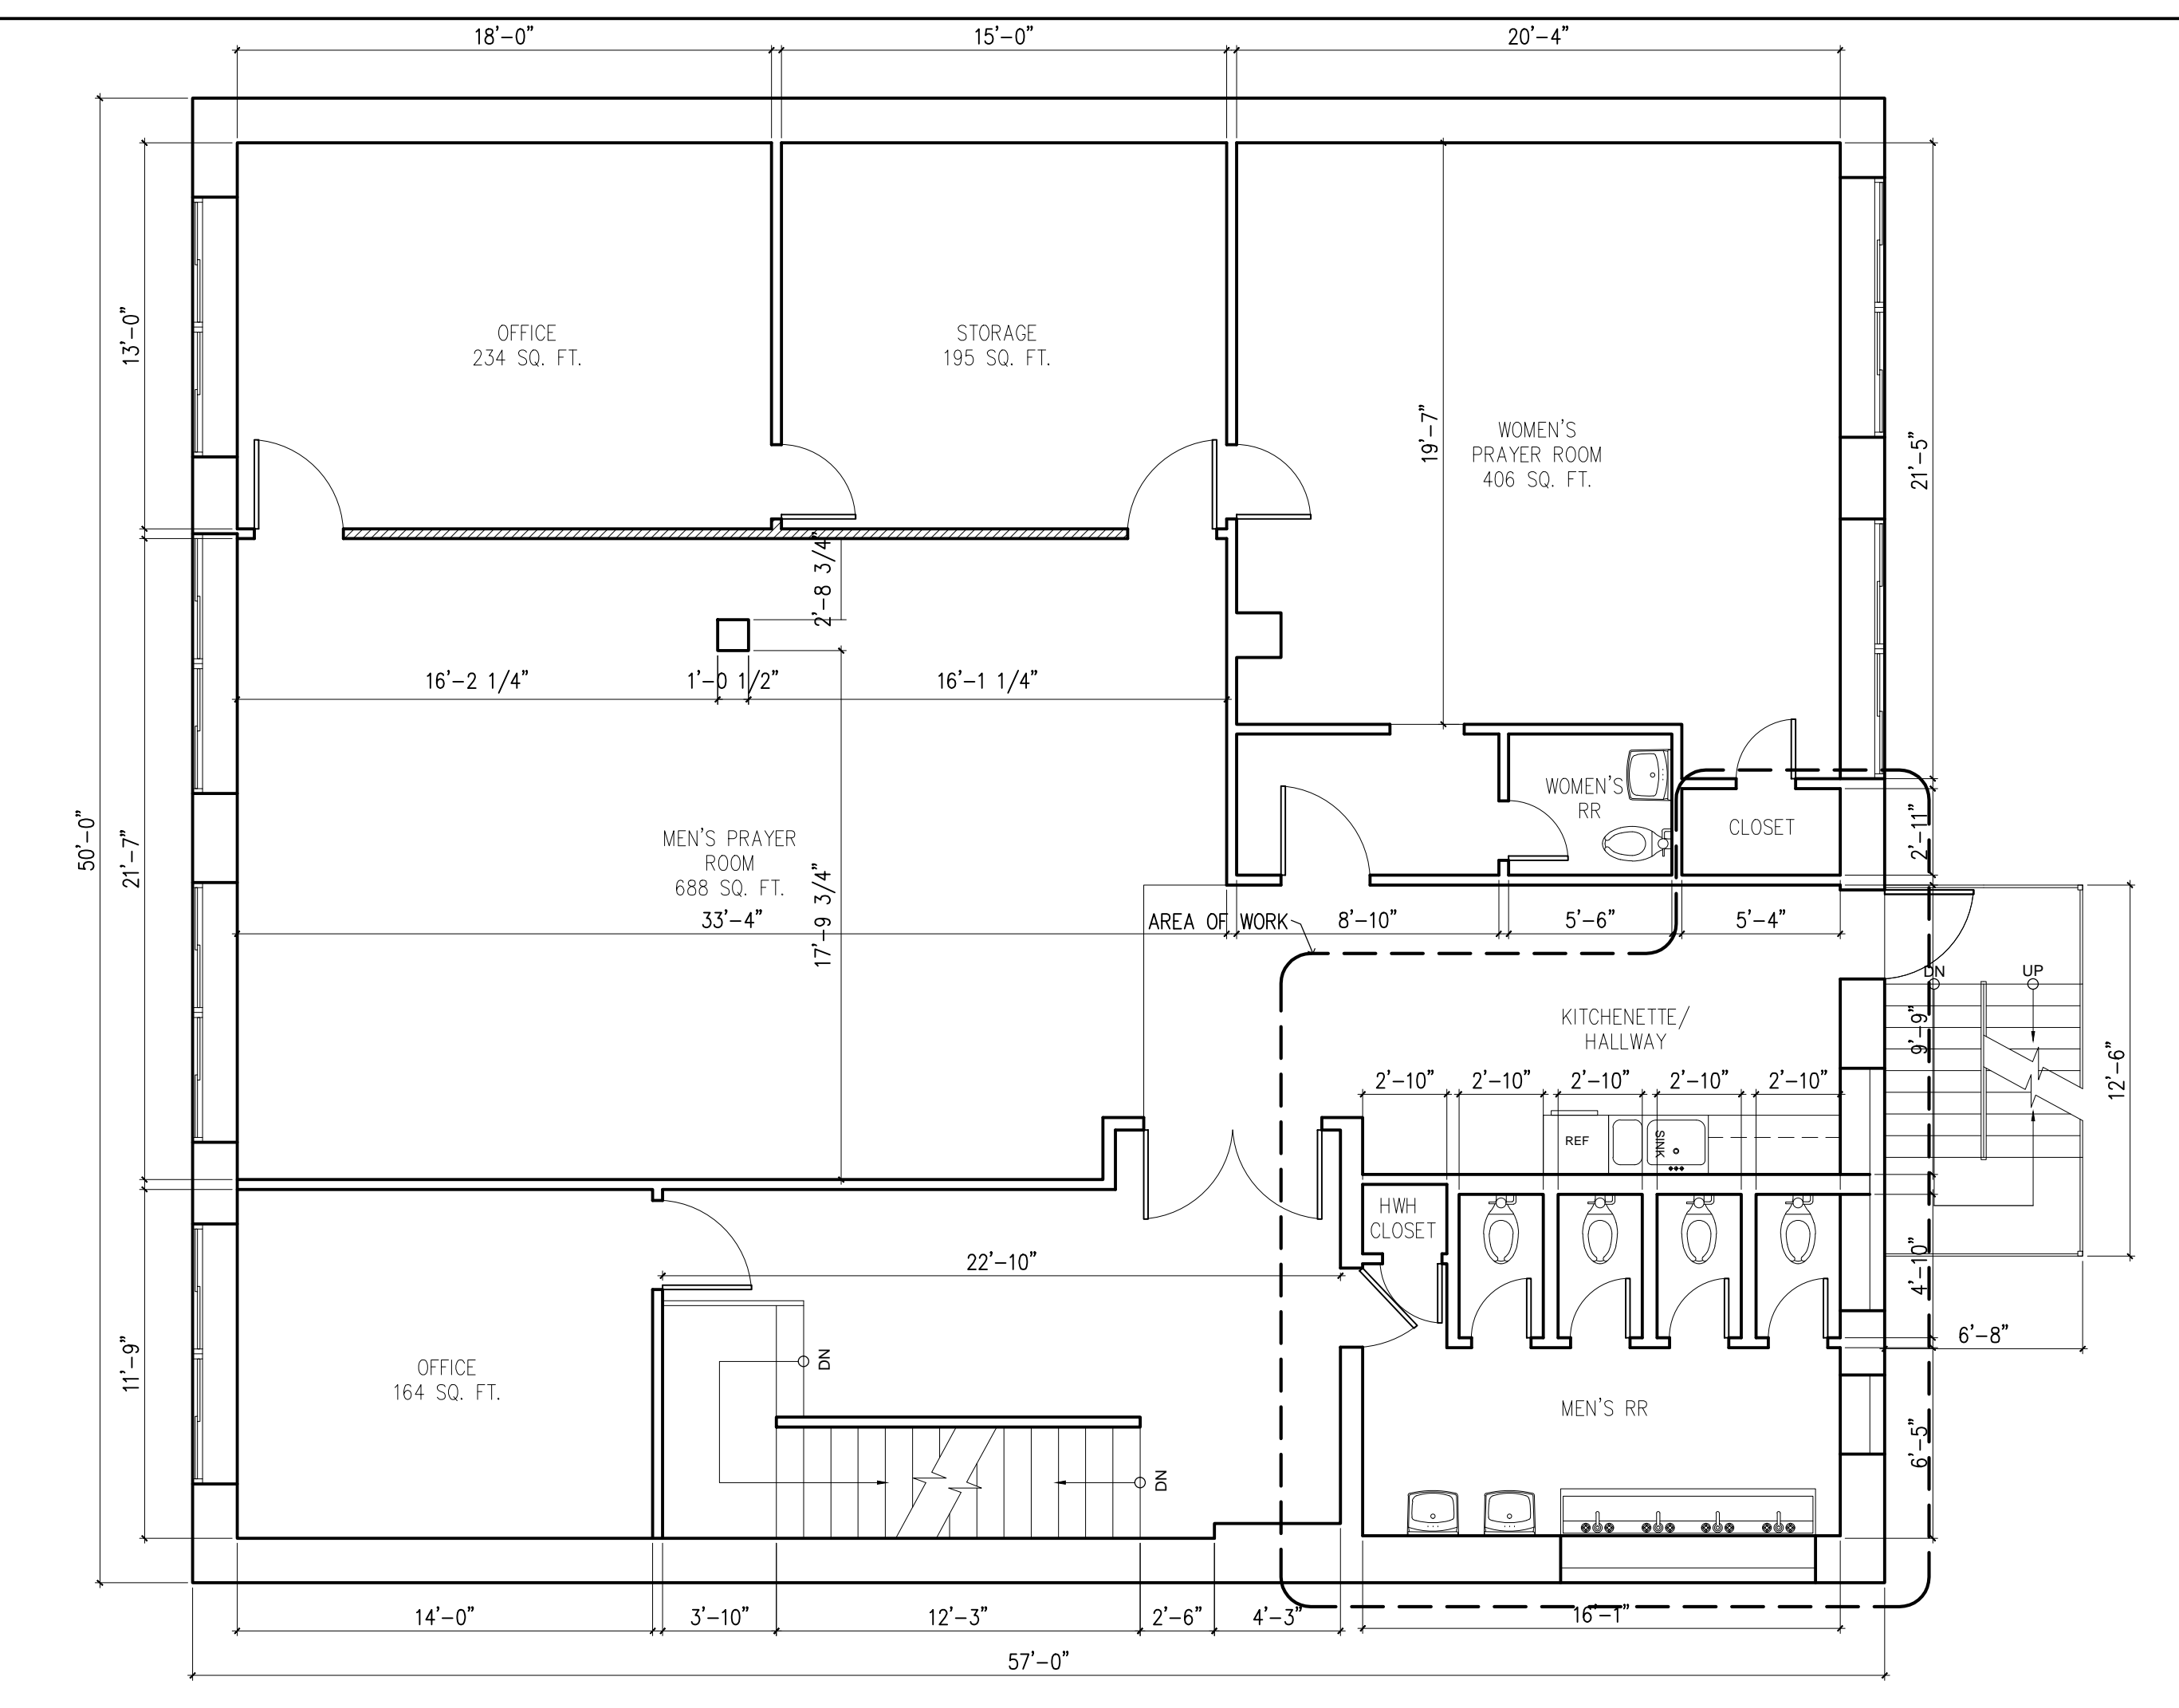 18'-0"
15'-0"
20'-4"
13'-0"
OFFICE
234 SQ. FT.
STORAGE
195 SQ. FT.
19'-7"
WOMEN'S
PRAYER ROOM
406 SQ. FT.
21'-5"
2'-8 3/4"
16'-2 1/4"
1'-0 1/2"
16'-1 1/4"
50'-0"
21'-7"
MEN'S PRAYER
ROOM
688 SQ. FT.
17'-9 3/4"
33'-4"
WOMEN'S
RR
CLOSET
2'-11"
AREA OF WORK
8'-10"
5'-6"
5'-4"
DN
UP
KITCHENETTE/
HALLWAY
9'-9"
12'-6"
2'-10"
2'-10"
2'-10"
2'-10"
2'-10"
REF
SINK
HWH
CLOSET
22'-10"
4'-10"
6'-8"
11'-9"
OFFICE
164 SQ. FT.
DN
DN
MEN'S RR
6'-5"
14'-0"
3'-10"
12'-3"
2'-6"
4'-3"
16'-1"
57'-0"